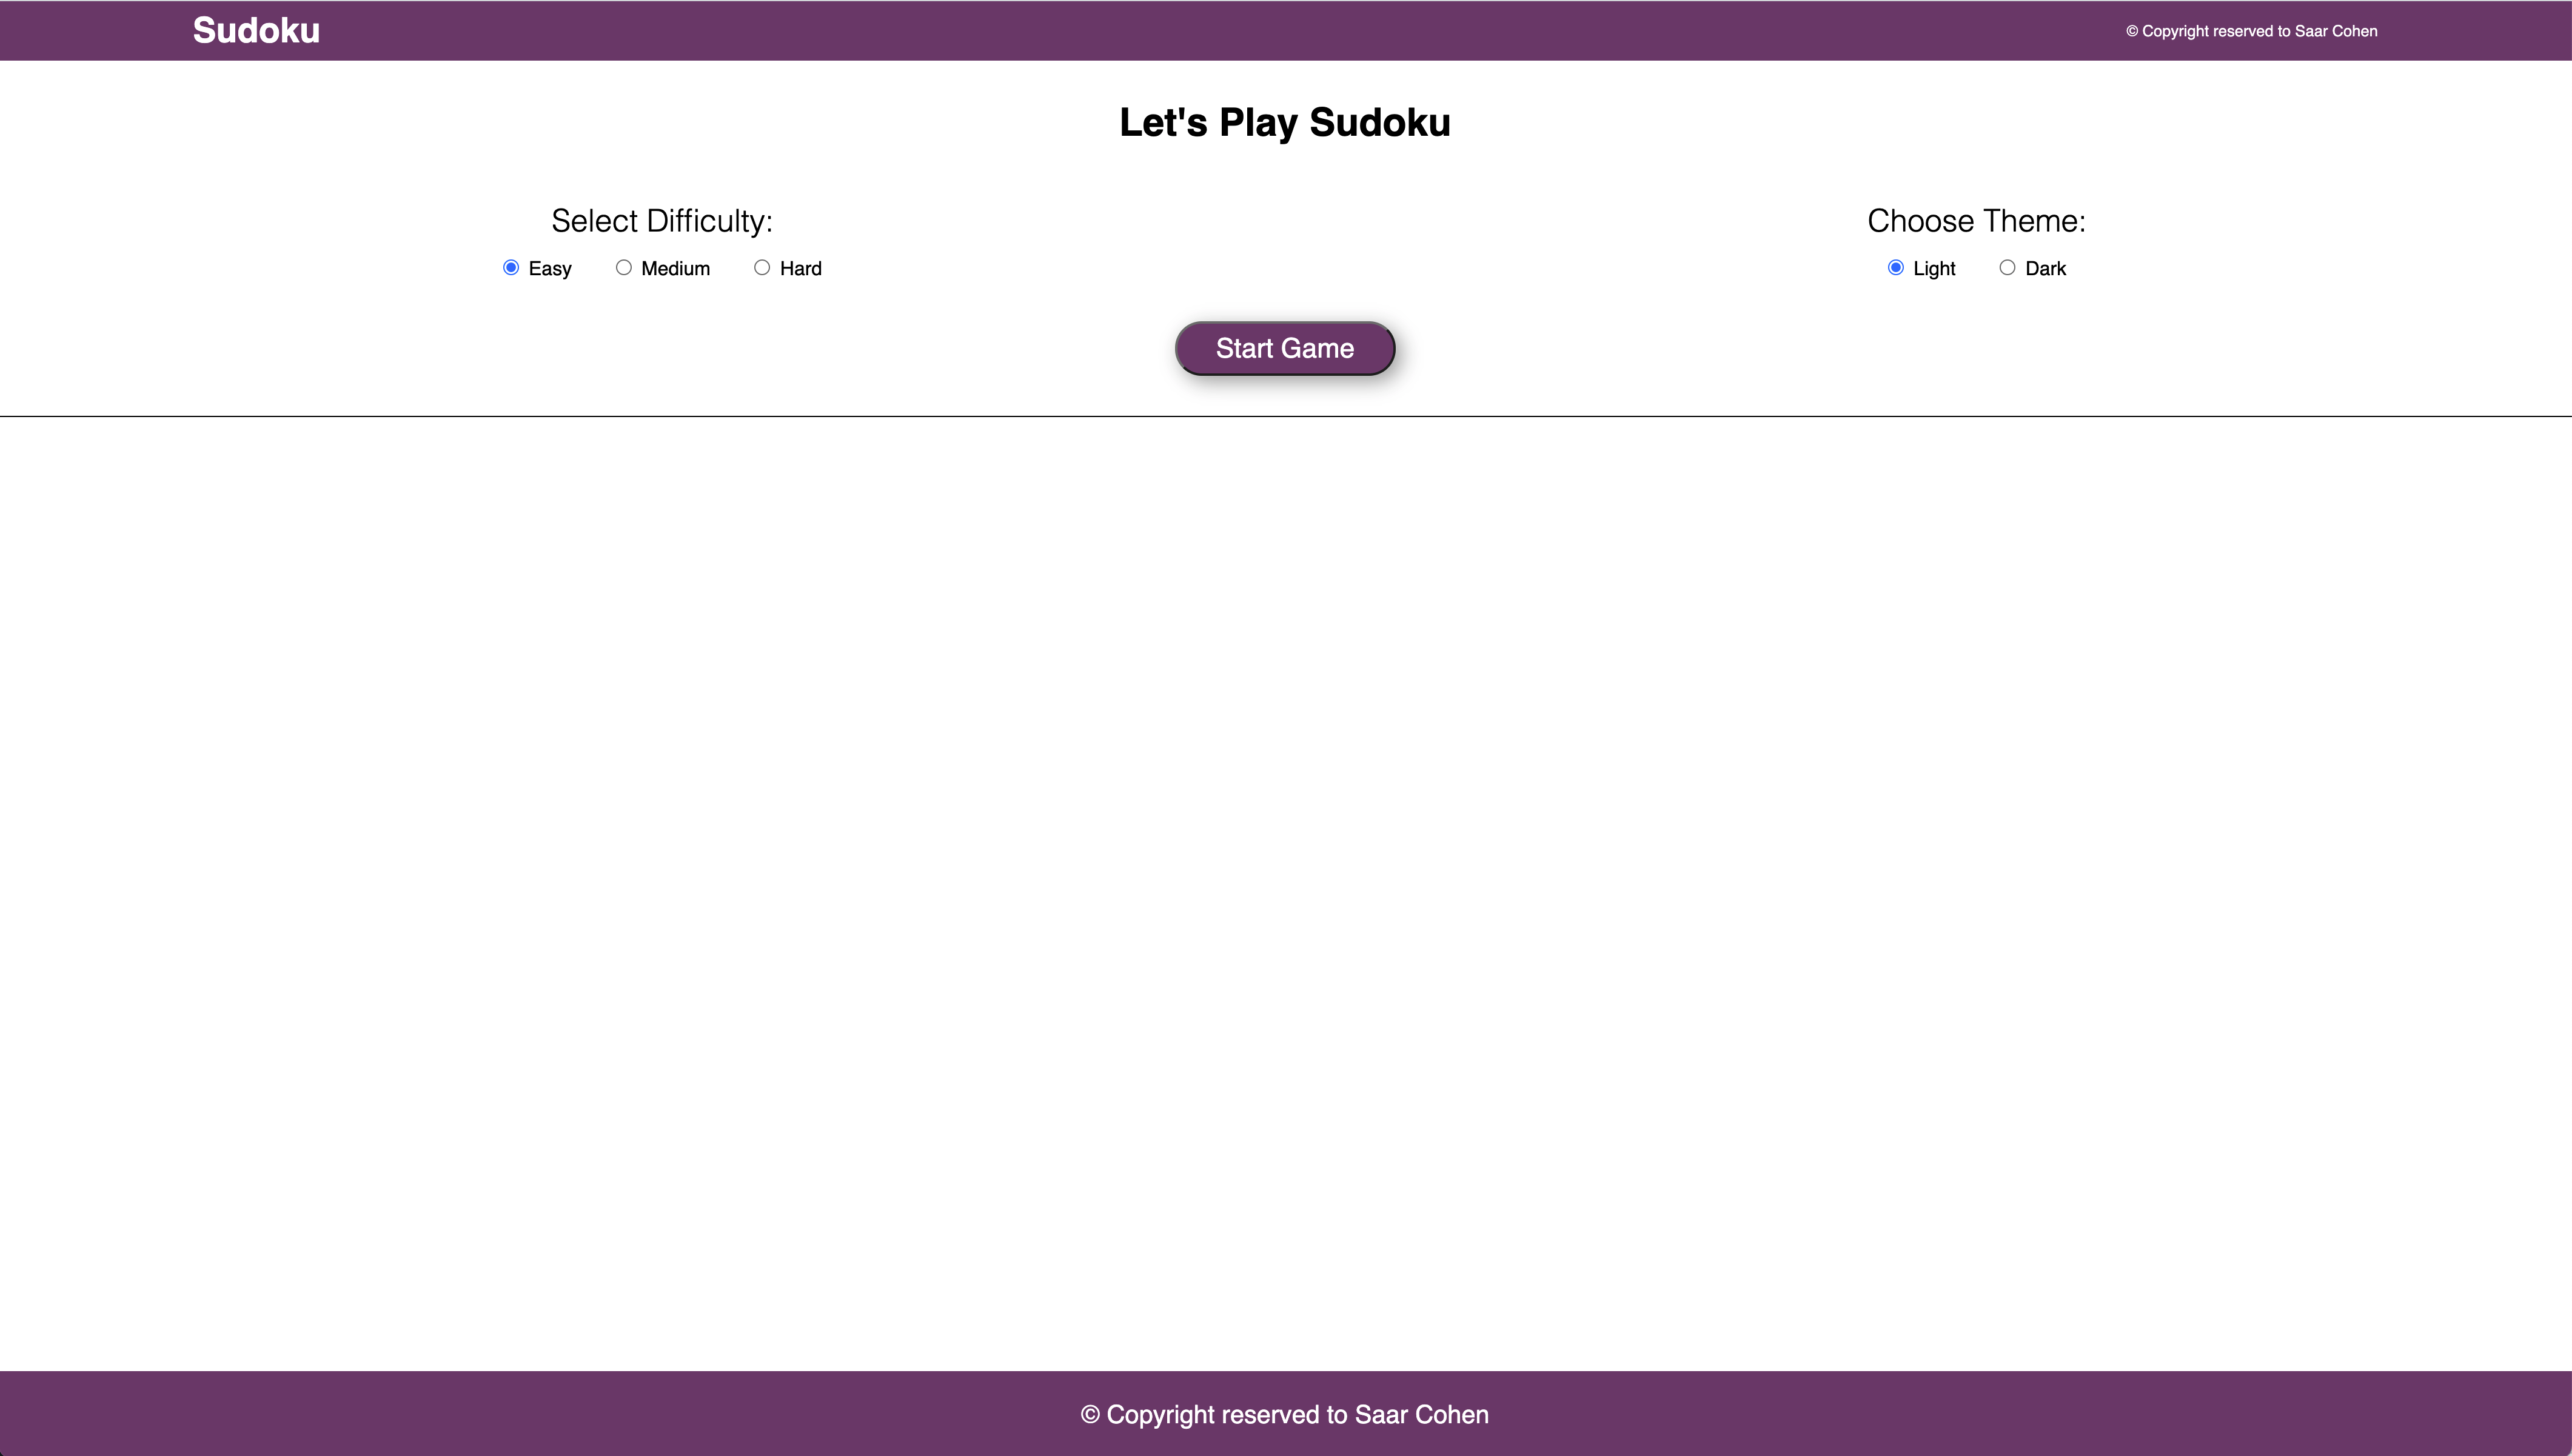 Sudoku
© Copyright reserved to Saar Cohen
Let's Play Sudoku
Select Difficulty:
Easy Medium Hard
Choose Theme:
Light Dark
Start Game
© Copyright reserved to Saar Cohen